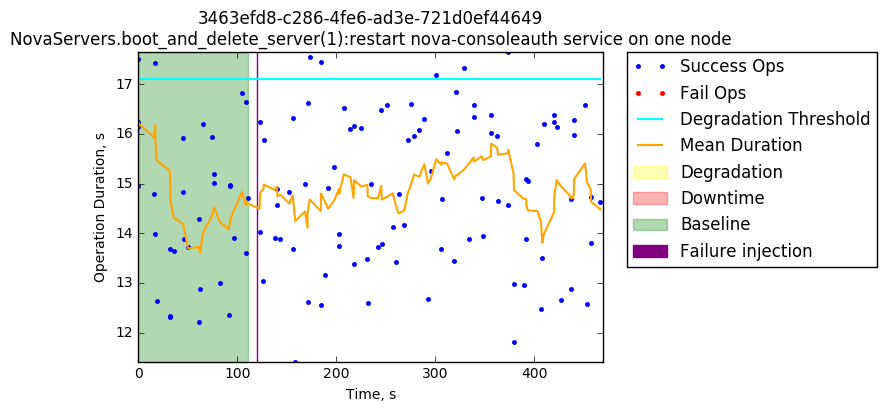 3463efd8-c286-4fe6-ad3e-721d0ef44649
NovaServers.boot_and_delete_server(1):restart nova-consoleauth service on one node
17
16
15
14
13
12
Operation Duration, s
0
100
200
300
400
Time, s
Success Ops
Fail Ops
Degradation Threshold
Mean Duration
Degradation
Downtime
Baseline
Failure injection